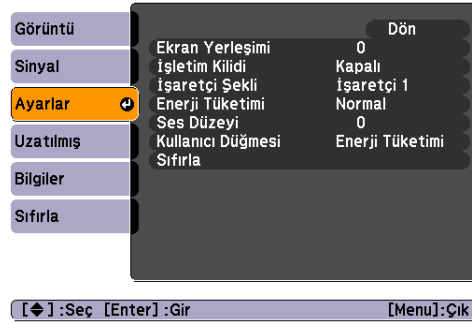 Görüntü
Sinyal
Ayarlar
Uzatılmış
Bilgiler
Sıfırla
Dön
Ekran Yerleşimi 0
İşletim Kilidi Kapalı
İşaretçi Şekli İşaretçi 1
Enerji Tüketimi Normal
Ses Düzeyi 0
Kullanıcı Düğmesi Enerji Tüketimi
Sıfırla
[◆] :Seç [Enter] :Gir [Menu]:Çık